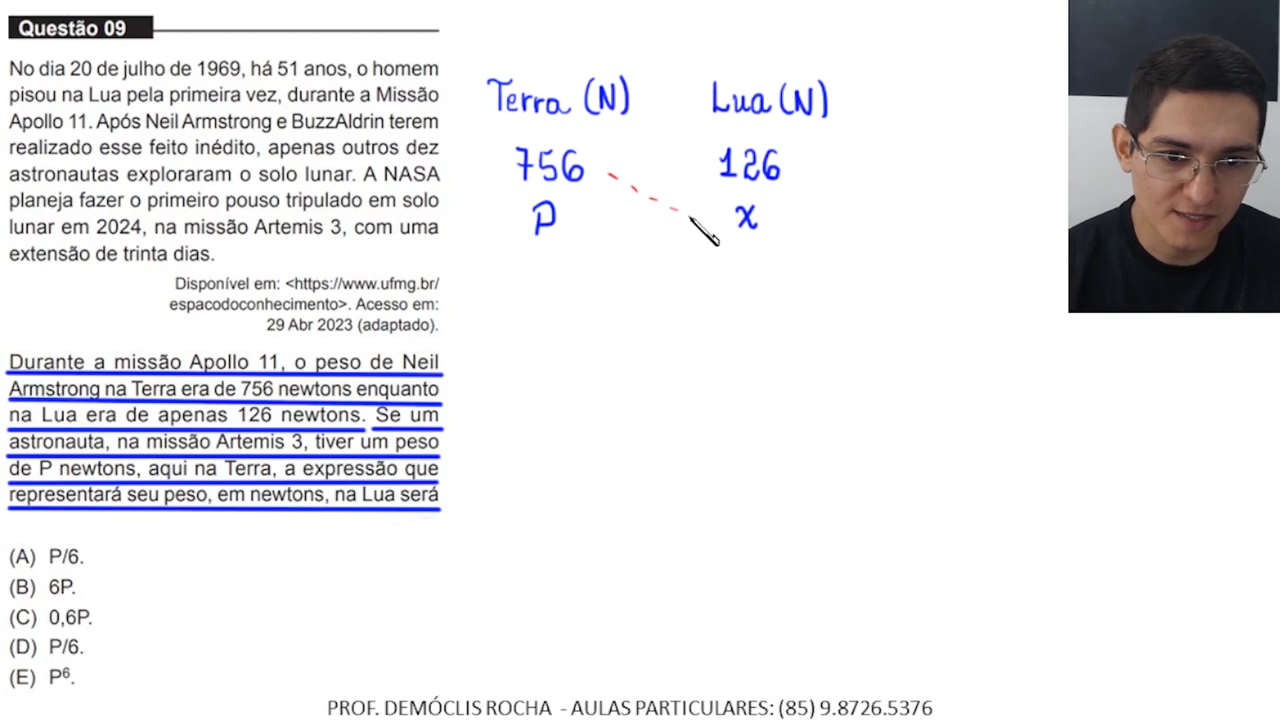 Questão 09
No dia 20 de julho de 1969, há 51 anos, o homem
pisou na Lua pela primeira vez, durante a Missão
Apollo 11. Após Neil Armstrong e BuzzAldrin terem
realizado esse feito inédito, apenas outros dez
astronautas exploraram o solo lunar. A NASA
planeja fazer o primeiro pouso tripulado em solo
lunar em 2024, na missão Artemis 3, com uma
extensão de trinta dias.
Disponível em: <https://www.ufmg.br/
espacodoconhecimento>. Acesso em:
29 Abr 2023 (adaptado).
Durante a missão Apollo 11, o peso de Neil
Armstrong na Terra era de 756 newtons enquanto
na Lua era de apenas 126 newtons. Se um
astronauta, na missão Artemis 3, tiver um peso
de P newtons, aqui na Terra, a expressão que
representará seu peso, em newtons, na Lua será
(A) P/6.
(B) 6P.
(C) 0,6P.
(D) P/6.
(E) P⁶.
Terra (N) Lua (N)
756 126
P x
PROF. DEMÓCLIS ROCHA - AULAS PARTICULARES: (85) 9.8726.5376